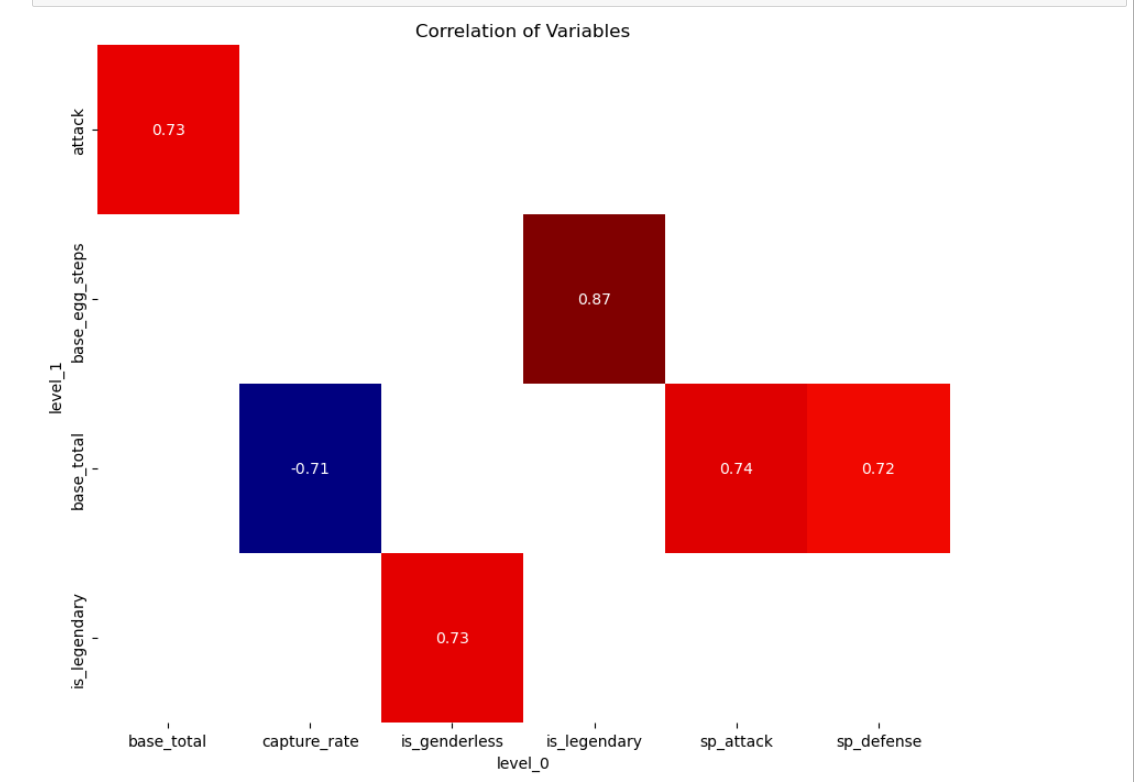 Correlation of Variables
attack
0.73
base_egg_steps
0.87
level_1
base_total
-0.71
0.74
0.72
is_legendary
0.73
base_total capture_rate is_genderless is_legendary sp_attack sp_defense
level_0